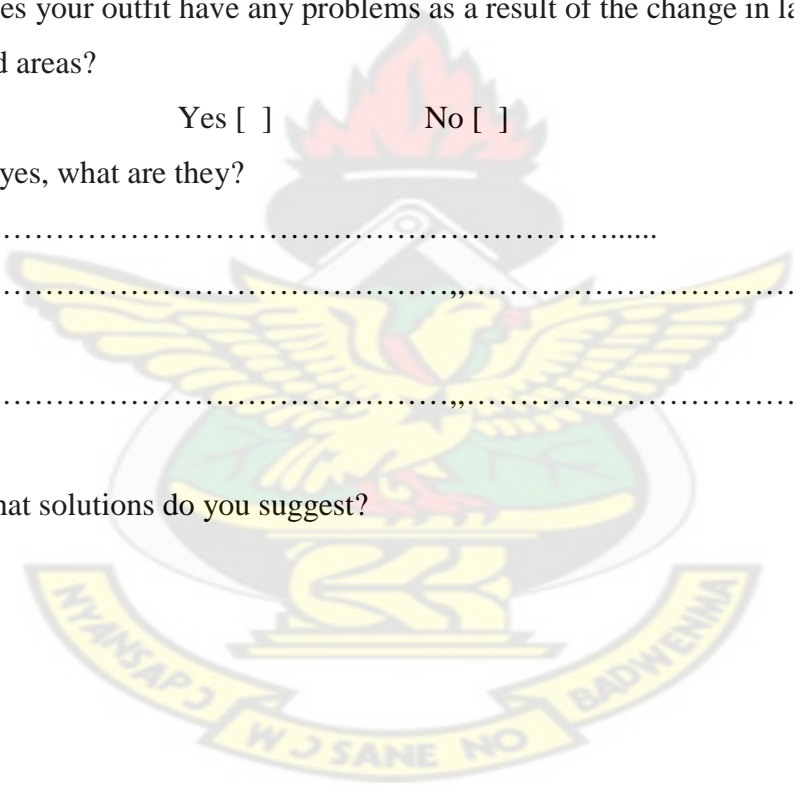 es your outfit have any problems as a result of the change in la
d areas?
Yes [ ] No [ ]
yes, what are they?
……………………………………………………......
……………………………………,,……………………………
……………………………………,,……………………………
hat solutions do you suggest?
NYANSAPƆ WƆ SANE NO BADWENMA